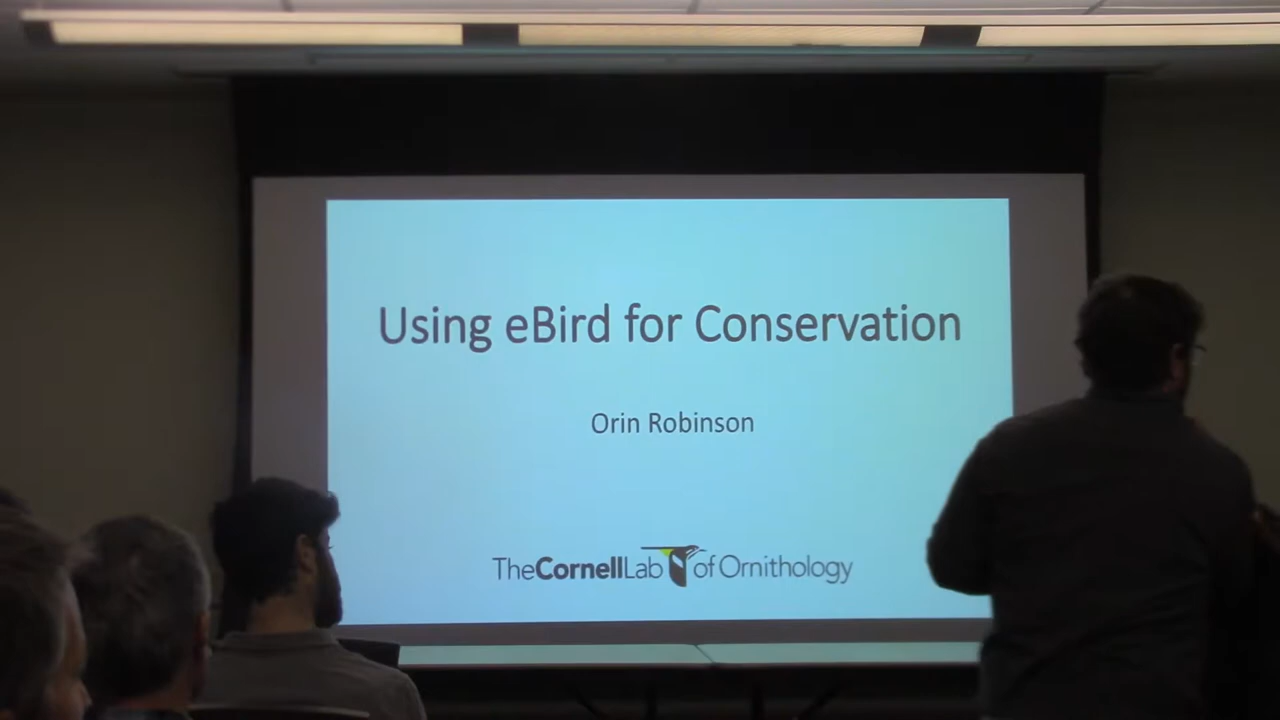 Using eBird for Conservation
Orin Robinson
TheCornellLab of Ornithology